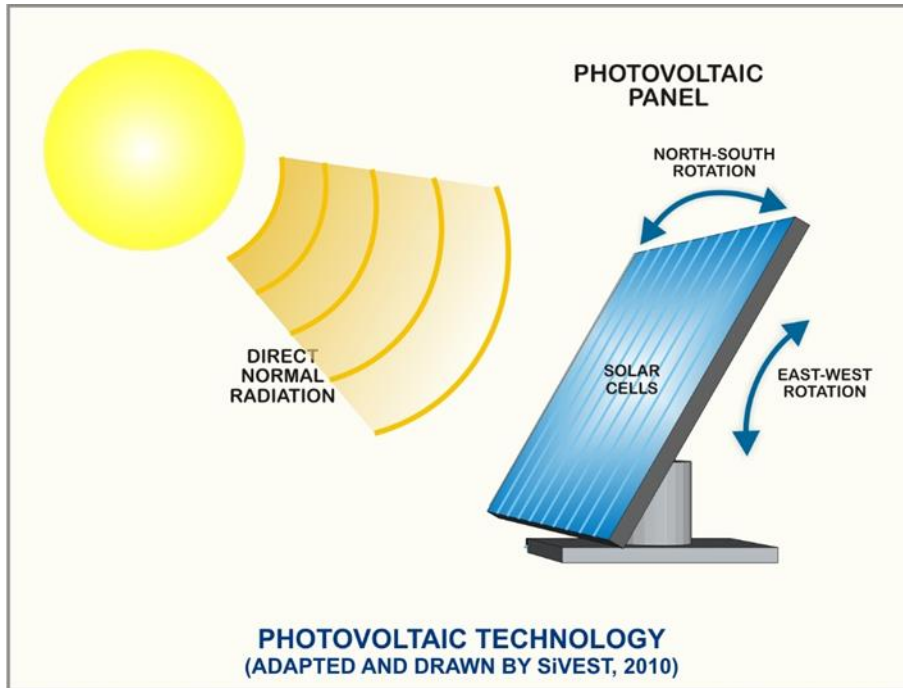 PHOTOVOLTAIC
PANEL
NORTH-SOUTH
ROTATION
DIRECT
NORMAL
RADIATION
SOLAR
CELLS
EAST-WEST
ROTATION
PHOTOVOLTAIC TECHNOLOGY
(ADAPTED AND DRAWN BY SiVEST, 2010)